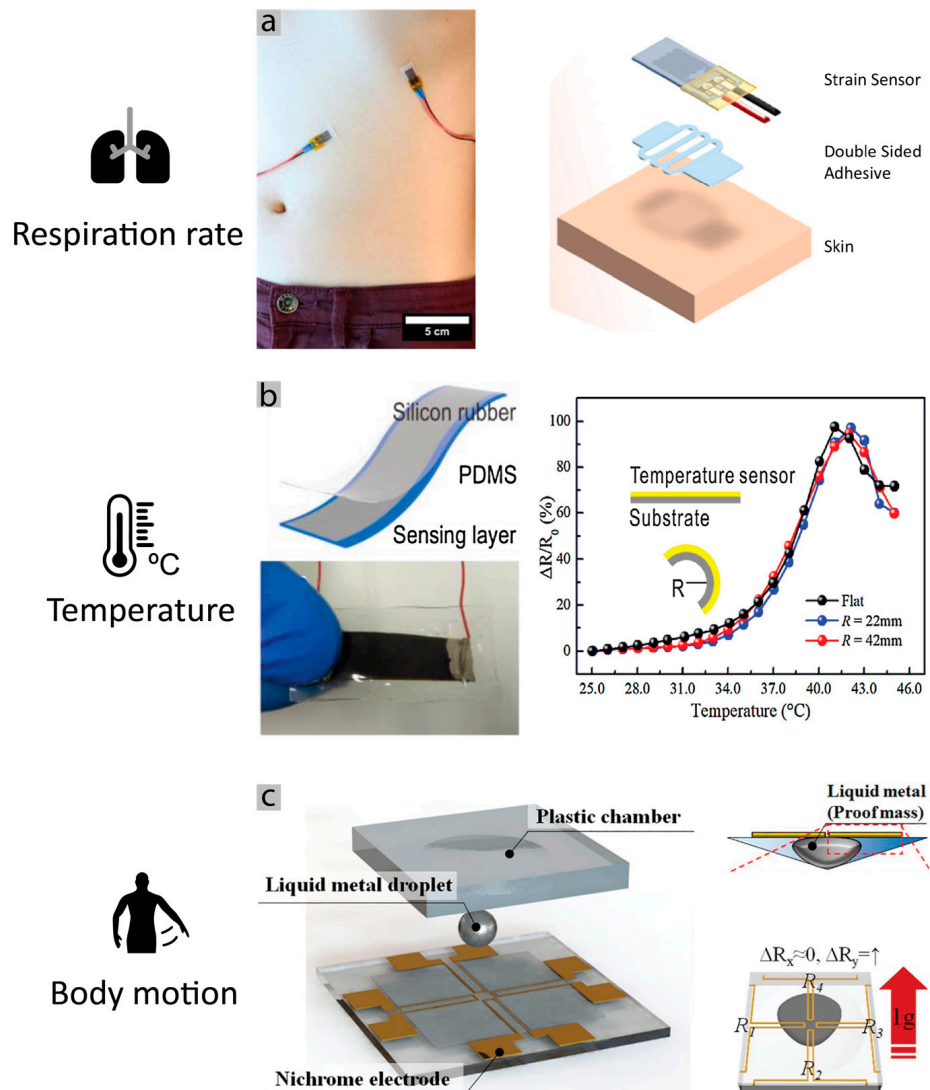 a
Respiration rate
5 cm
Strain Sensor
Double Sided
Adhesive
Skin
b
Temperature
ºC
Silicon rubber
PDMS
Sensing layer
ΔR/R₀ (%)
100
80
60
40
20
0
Temperature sensor
Substrate
R
Flat
R = 22mm
R = 42mm
25.0 28.0 31.0 34.0 37.0 40.0 43.0 46.0
Temperature (°C)
c
Body motion
Plastic chamber
Liquid metal droplet
Nichrome electrode
Liquid metal
(Proof mass)
ΔRₓ≈0, ΔRᵧ=↑
R₄
R₁
R₃
R₂
1g